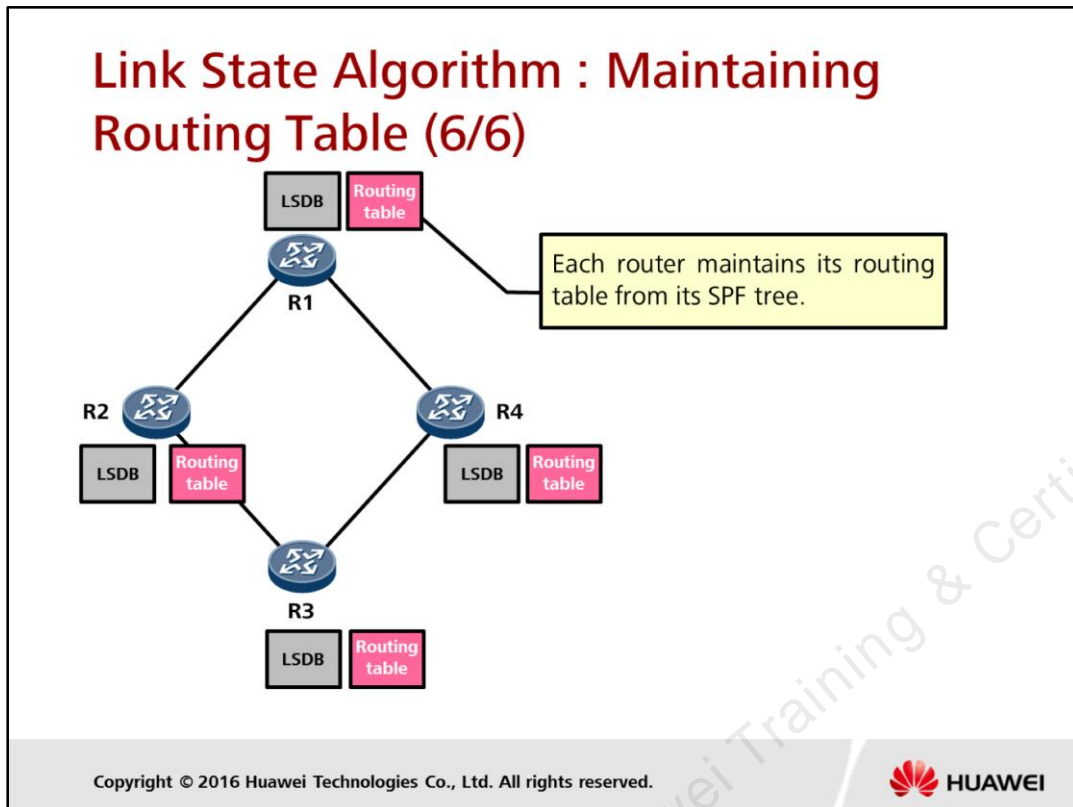 Link State Algorithm : Maintaining
Routing Table (6/6)
LSDB
Routing
table
Each router maintains its routing
table from its SPF tree.
R1
R2
R4
LSDB
Routing
table
LSDB
Routing
table
R3
LSDB
Routing
table
Training & Certi
Copyright © 2016 Huawei Technologies Co., Ltd. All rights reserved.
HUAWEI